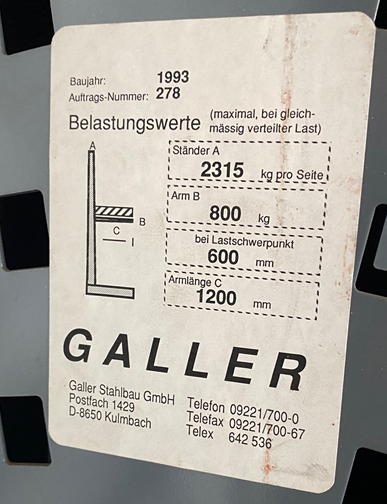 Baujahr: 1993
Auftrags-Nummer: 278
Belastungswerte (maximal, bei gleich-
mässig verteilter Last)
A
Ständer A
2315 kg pro Seite
B
C
Arm B
800 kg
bei Lastschwerpunkt
600 mm
Armlänge C
1200 mm
GALLER
Galler Stahlbau GmbH
Postfach 1429
D-8650 Kulmbach
Telefon 09221/700-0
Telefax 09221/700-67
Telex 642 536